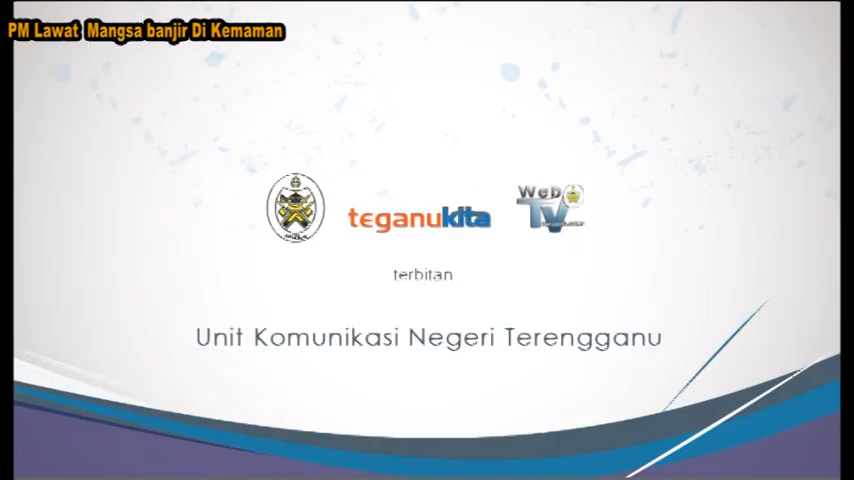 PM Lawat Mangsa banjir Di Kemaman
teganukita
Web
TV
terbitan
Unit Komunikasi Negeri Terengganu